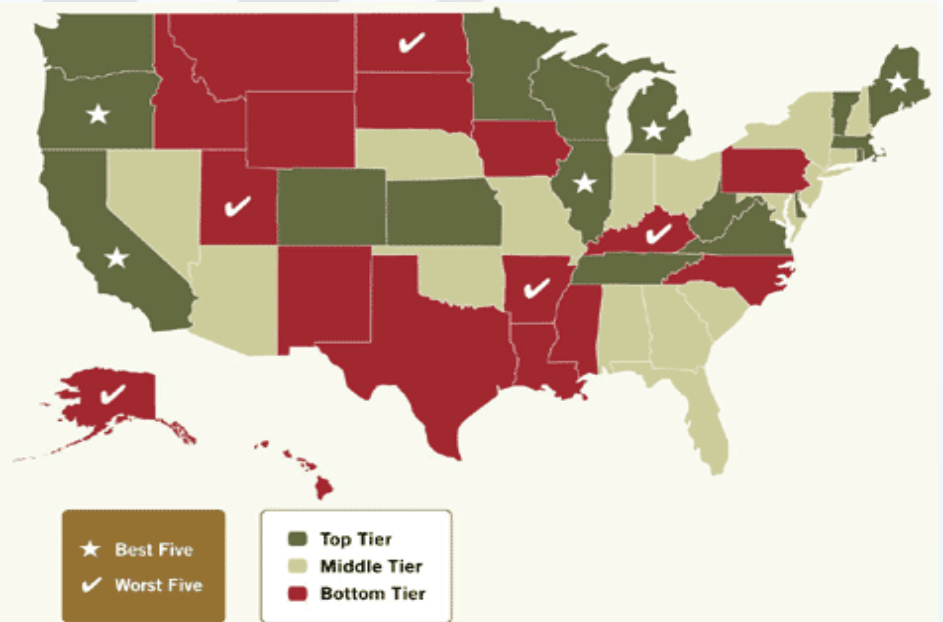 Best Five
Worst Five
Top Tier
Middle Tier
Bottom Tier